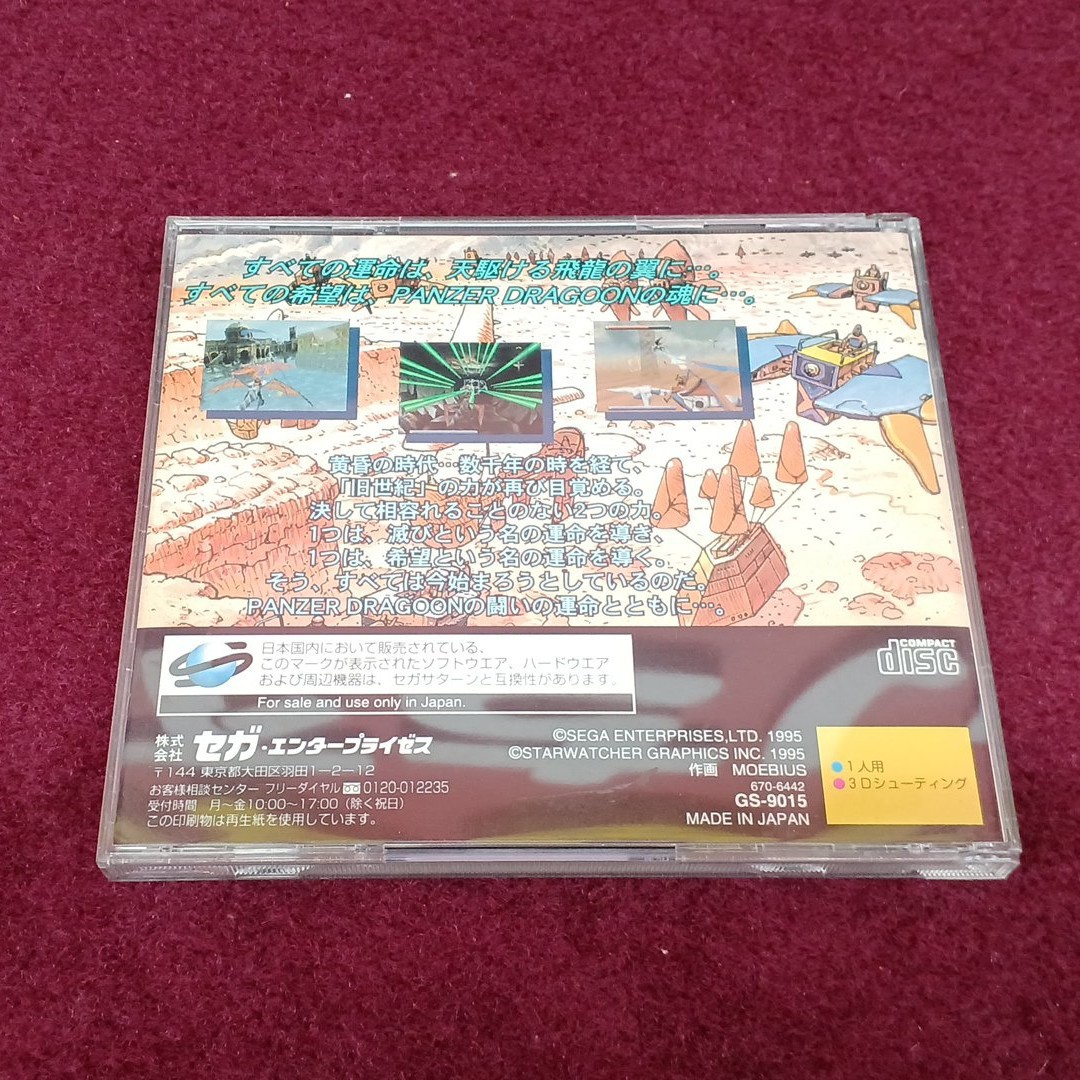 すべての運命は、天駆ける飛龍の翼に…。
すべての希望は、PANZER DRAGOONの魂に…。
黄昏の時代…数千年の時を経て、
「旧世紀」の力が再び目覚める。
決して相容れることのない2つの力。
1つは、滅びという名の運命を導き、
1つは、希望という名の運命を導く。
そう、すべては今始まろうとしているのだ。
PANZER DRAGOONの闘いの運命とともに…。
日本国内において販売されている、
このマークが表示されたソフトウエア、ハードウエア
および周辺機器は、セガサターンと互換性があります。
For sale and use only in Japan.
COMPACT
disc
株式会社 セガ・エンタープライゼス
〒144 東京都大田区羽田1-2-12
お客様相談センター フリーダイヤル 0120-012235
受付時間 月〜金10:00〜17:00（除く祝日）
この印刷物は再生紙を使用しています。
©SEGA ENTERPRISES,LTD. 1995
©STARWATCHER GRAPHICS INC. 1995
作画 MOEBIUS
670-6442
GS-9015
MADE IN JAPAN
●1人用
●3Dシューティング